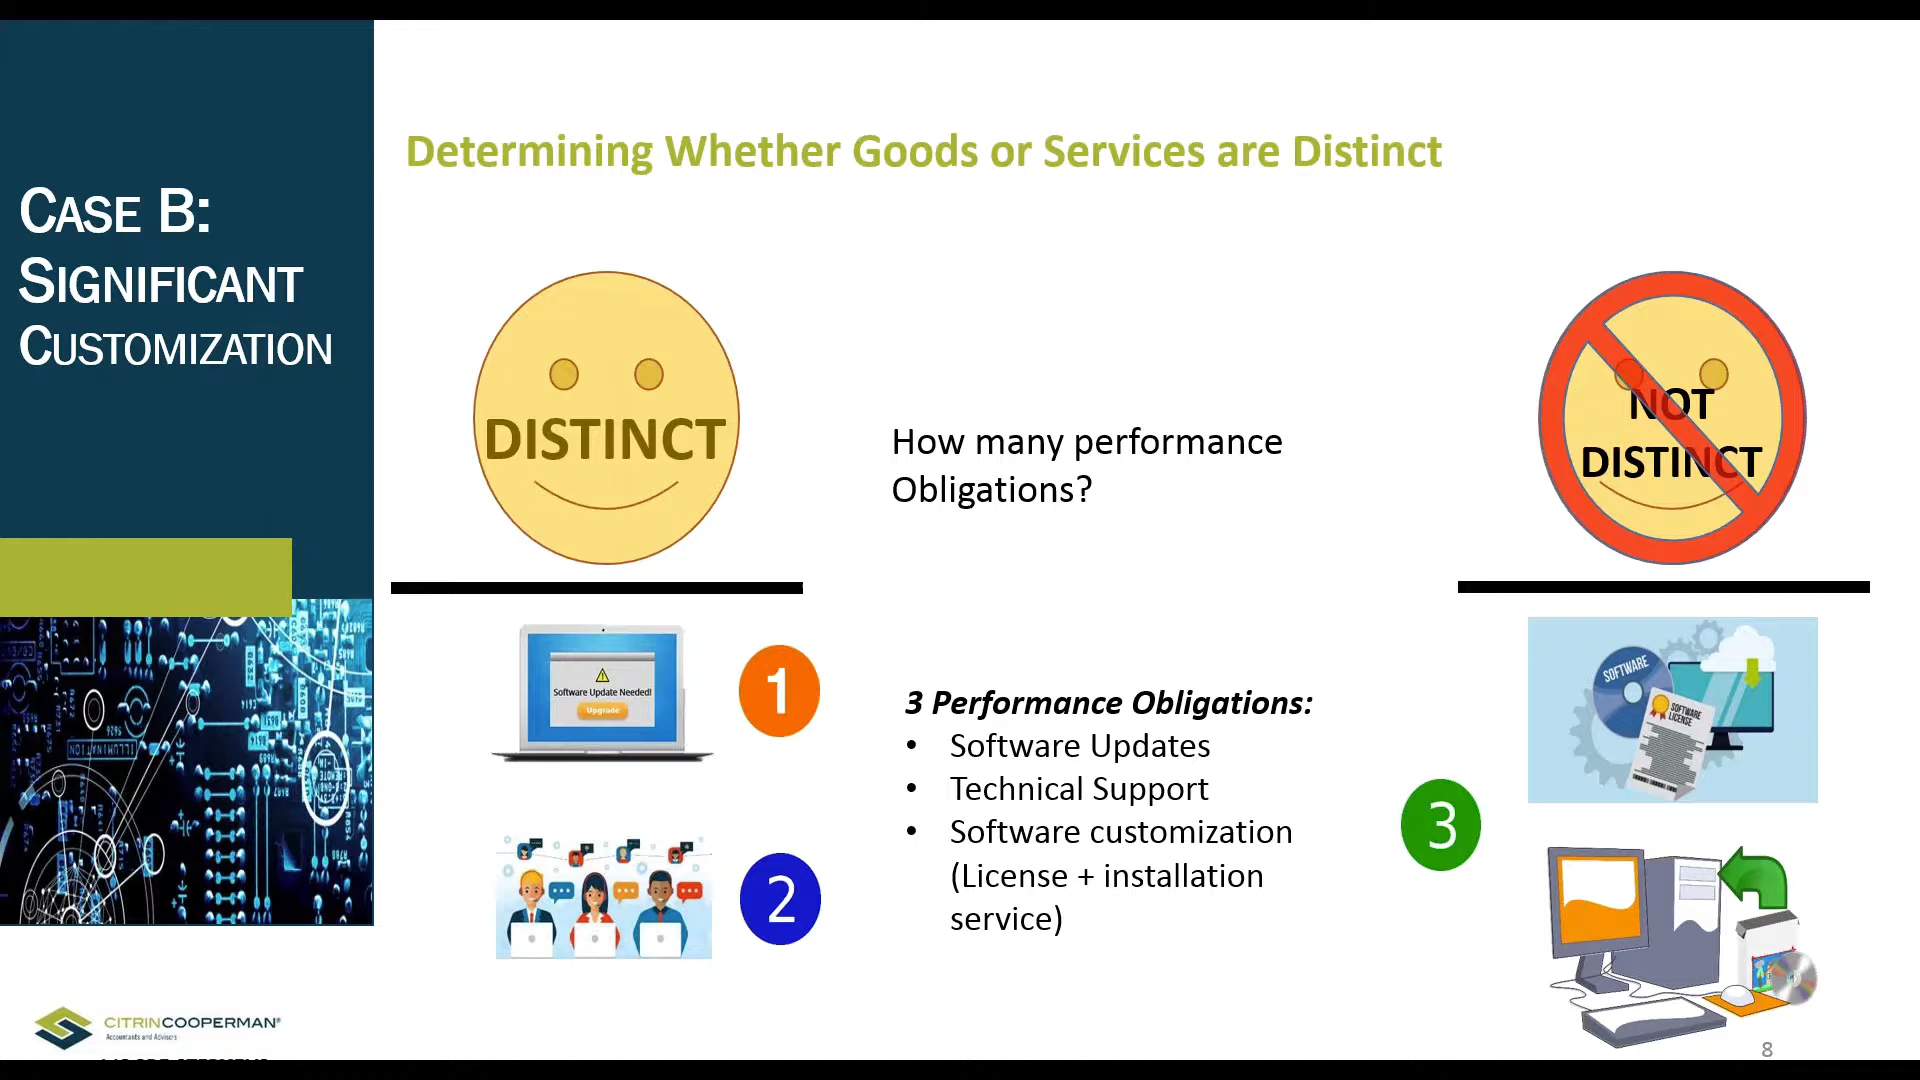 CASE B:
SIGNIFICANT
CUSTOMIZATION
Determining Whether Goods or Services are Distinct
DISTINCT
How many performance
Obligations?
NOT
DISTINCT
Software Update Needed!
Upgrade
1
2
3 Performance Obligations:
• Software Updates
• Technical Support
• Software customization
(License + installation
service)
3
SOFTWARE
SOFTWARE
LICENSE
ILLUMINATION
CITRINCOOPERMAN®
Accountants and Advisors
8